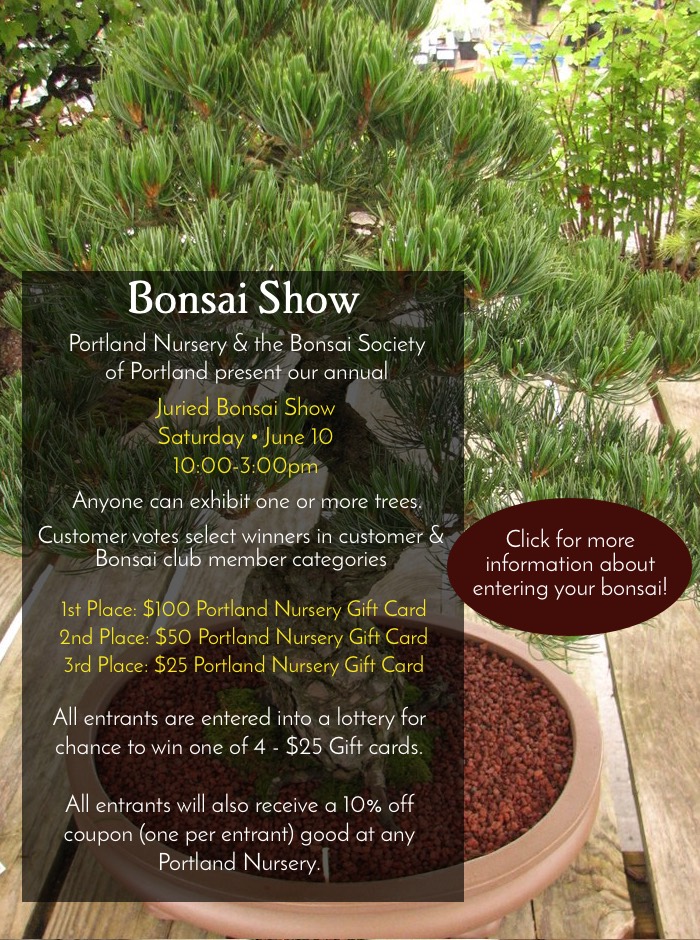 Bonsai Show
Portland Nursery & the Bonsai Society
of Portland present our annual
Juried Bonsai Show
Saturday • June 10
10:00-3:00pm
Anyone can exhibit one or more trees.
Customer votes select winners in customer &
Bonsai club member categories
Click for more
information about
entering your bonsai!
1st Place: $100 Portland Nursery Gift Card
2nd Place: $50 Portland Nursery Gift Card
3rd Place: $25 Portland Nursery Gift Card
All entrants are entered into a lottery for
chance to win one of 4 - $25 Gift cards.
All entrants will also receive a 10% off
coupon (one per entrant) good at any
Portland Nursery.